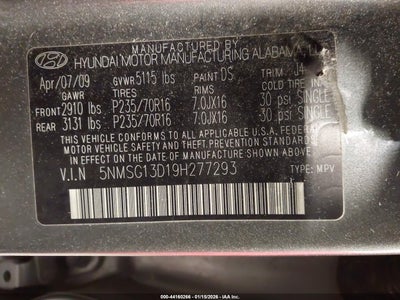 MANUFACTURED BY
HYUNDAI MOTOR MANUFACTURING ALABAMA, LLC
Apr/07/09 GVWR 5115 lbs PAINT DS TRIM J4
GAWR TIRES RIMS
FRONT 2910 lbs P235/70R16 7.0JX16 30 psi SINGLE
REAR 3131 lbs P235/70R16 7.0JX16 30 psi SINGLE
THIS VEHICLE CONFORMS TO ALL APPLICABLE U.S.A. FEDERAL
MOTOR VEHICLE SAFETY AND THEFT PREVENTION STANDARDS
IN EFFECT ON THE DATE OF MANUFACTURE SHOWN ABOVE.
V.I.N 5NMSG13D19H277293 TYPE: MPV
000-44160266 - 01/15/2026 - IAA Inc.